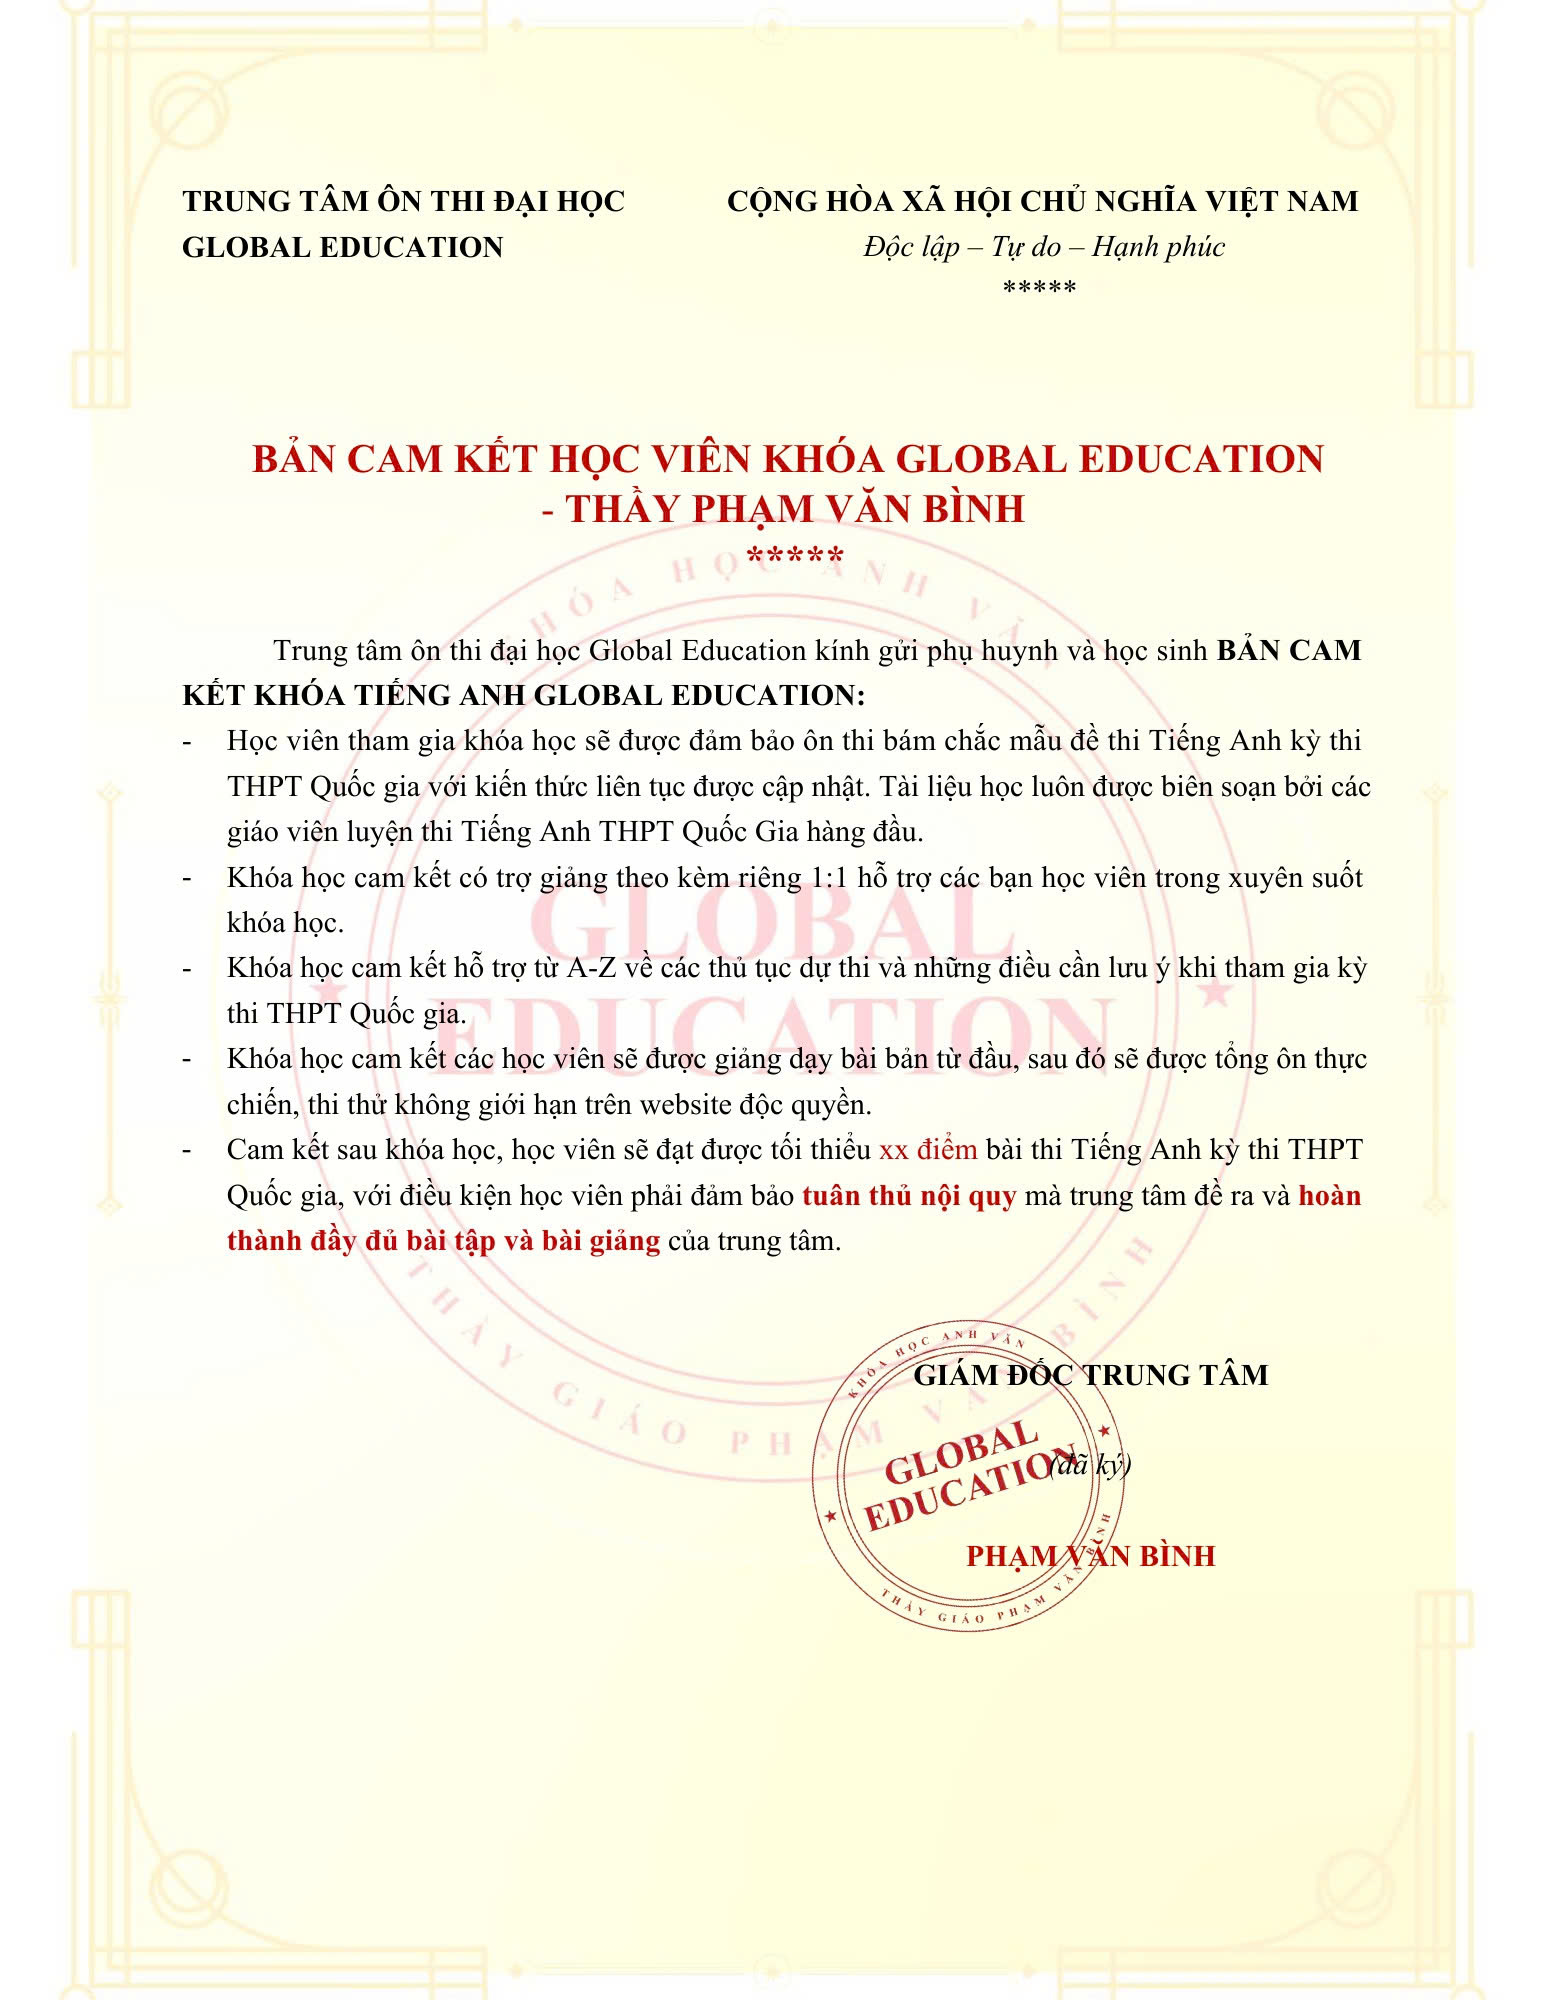 TRUNG TÂM ÔN THI ĐẠI HỌC
GLOBAL EDUCATION
CỘNG HÒA XÃ HỘI CHỦ NGHĨA VIỆT NAM
Độc lập – Tự do – Hạnh phúc
*****
BẢN CAM KẾT HỌC VIÊN KHÓA GLOBAL EDUCATION
- THẦY PHẠM VĂN BÌNH
*****
Trung tâm ôn thi đại học Global Education kính gửi phụ huynh và học sinh BẢN CAM
KẾT KHÓA TIẾNG ANH GLOBAL EDUCATION:
- Học viên tham gia khóa học sẽ được đảm bảo ôn thi bám chắc mẫu đề thi Tiếng Anh kỳ thi
THPT Quốc gia với kiến thức liên tục được cập nhật. Tài liệu học luôn được biên soạn bởi các
giáo viên luyện thi Tiếng Anh THPT Quốc Gia hàng đầu.
- Khóa học cam kết có trợ giảng theo kèm riêng 1:1 hỗ trợ các bạn học viên trong xuyên suốt
khóa học.
- Khóa học cam kết hỗ trợ từ A-Z về các thủ tục dự thi và những điều cần lưu ý khi tham gia kỳ
thi THPT Quốc gia.
- Khóa học cam kết các học viên sẽ được giảng dạy bài bản từ đầu, sau đó sẽ được tổng ôn thực
chiến, thi thử không giới hạn trên website độc quyền.
- Cam kết sau khóa học, học viên sẽ đạt được tối thiểu xx điểm bài thi Tiếng Anh kỳ thi THPT
Quốc gia, với điều kiện học viên phải đảm bảo tuân thủ nội quy mà trung tâm đề ra và hoàn
thành đầy đủ bài tập và bài giảng của trung tâm.
KHÓA HỌC ANH VĂN
GLOBAL
EDUCATION
THẦY GIÁO PHẠM VĂN BÌNH
GIÁM ĐỐC TRUNG TÂM
(đã ký)
PHẠM VĂN BÌNH
KHÓA HỌC ANH VĂN
GLOBAL
EDUCATION
THẦY GIÁO PHẠM VĂN BÌNH